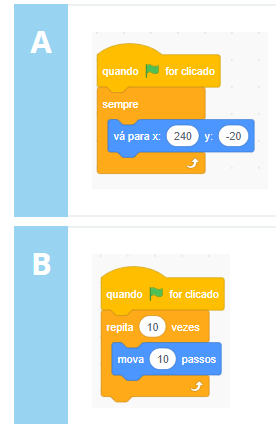 A
quando for clicado
sempre
vá para x: 240 y: -20
B
quando for clicado
repita 10 vezes
mova 10 passos